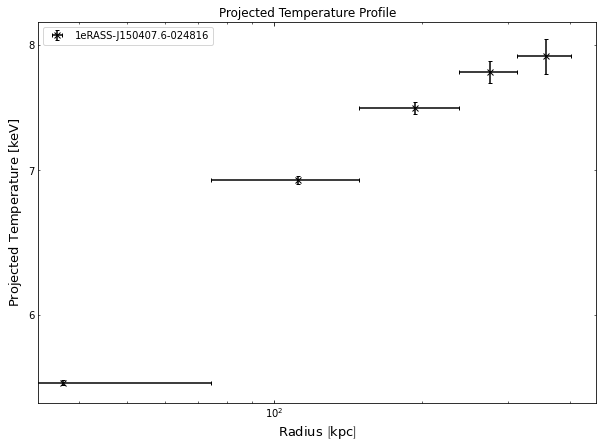 Projected Temperature Profile
1eRASS-J150407.6-024816
8
7
6
Projected Temperature [keV]
10²
Radius [kpc]